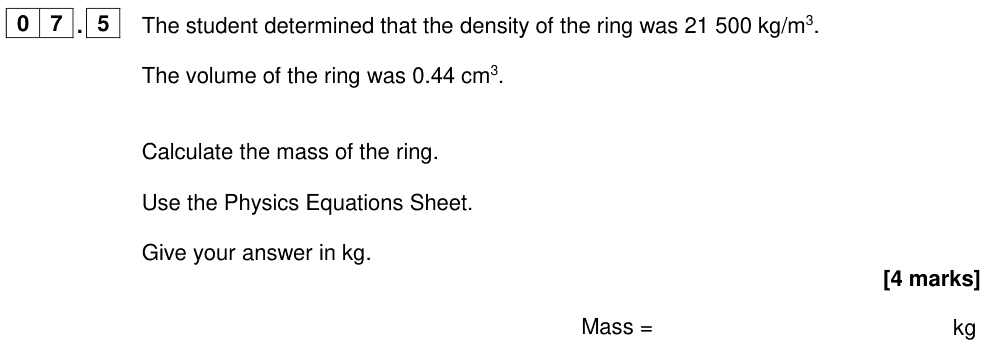 07.5 The student determined that the density of the ring was 21 500 kg/m³.
The volume of the ring was 0.44 cm³.
Calculate the mass of the ring.
Use the Physics Equations Sheet.
Give your answer in kg.
[4 marks]
Mass = kg